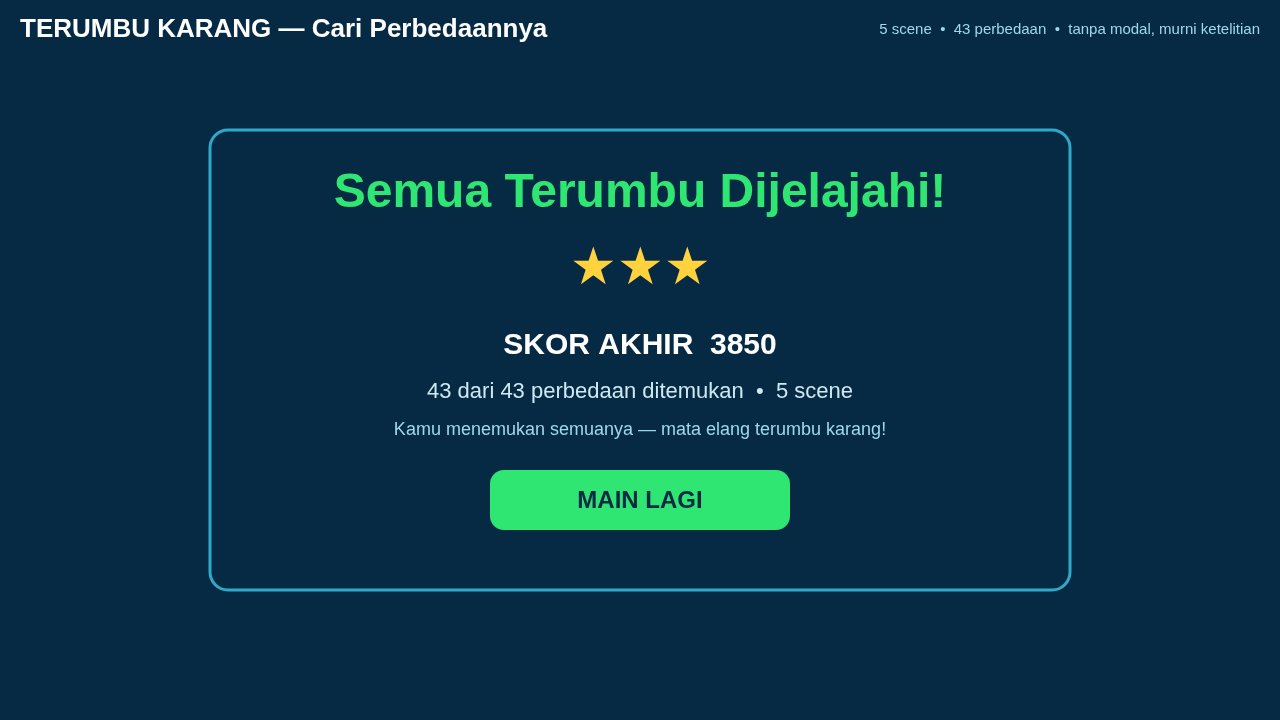 TERUMBU KARANG — Cari Perbedaannya
5 scene • 43 perbedaan • tanpa modal, murni ketelitian
Semua Terumbu Dijelajahi!
★★★
SKOR AKHIR 3850
43 dari 43 perbedaan ditemukan • 5 scene
Kamu menemukan semuanya — mata elang terumbu karang!
MAIN LAGI